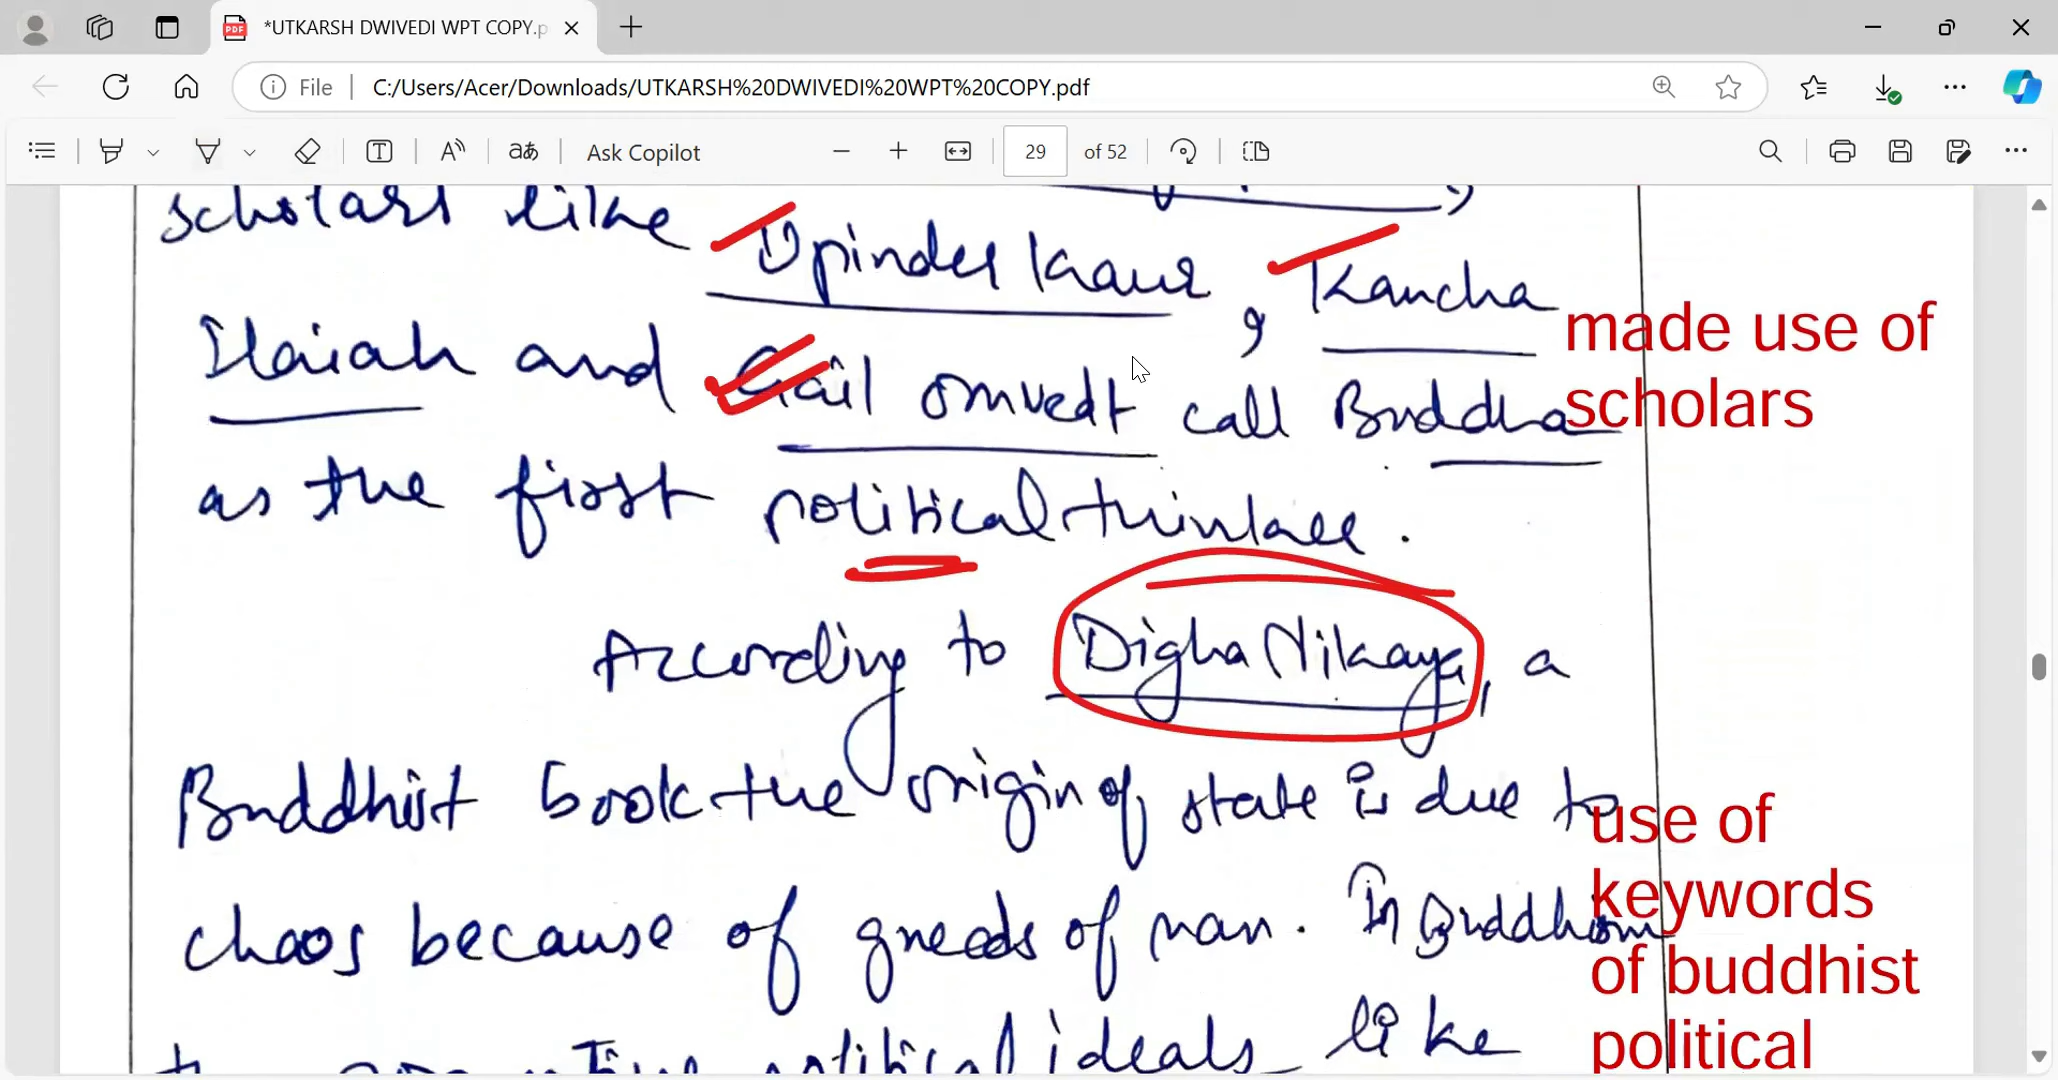 *UTKARSH DWIVEDI WPT COPY.p
File C:/Users/Acer/Downloads/UTKARSH%20DWIVEDI%20WPT%20COPY.pdf
Ask Copilot 29 of 52
scholars like Upinder Kaur, Kancha
Ilaiah and Gail omvedt call Buddha
as the first political thinker.
made use of
scholars
According to Digha Nikaya, a
Buddhist book the origin of state is due to
chaos because of greeds of man. In Buddhism
political ideals like
use of
keywords
of buddhist
political